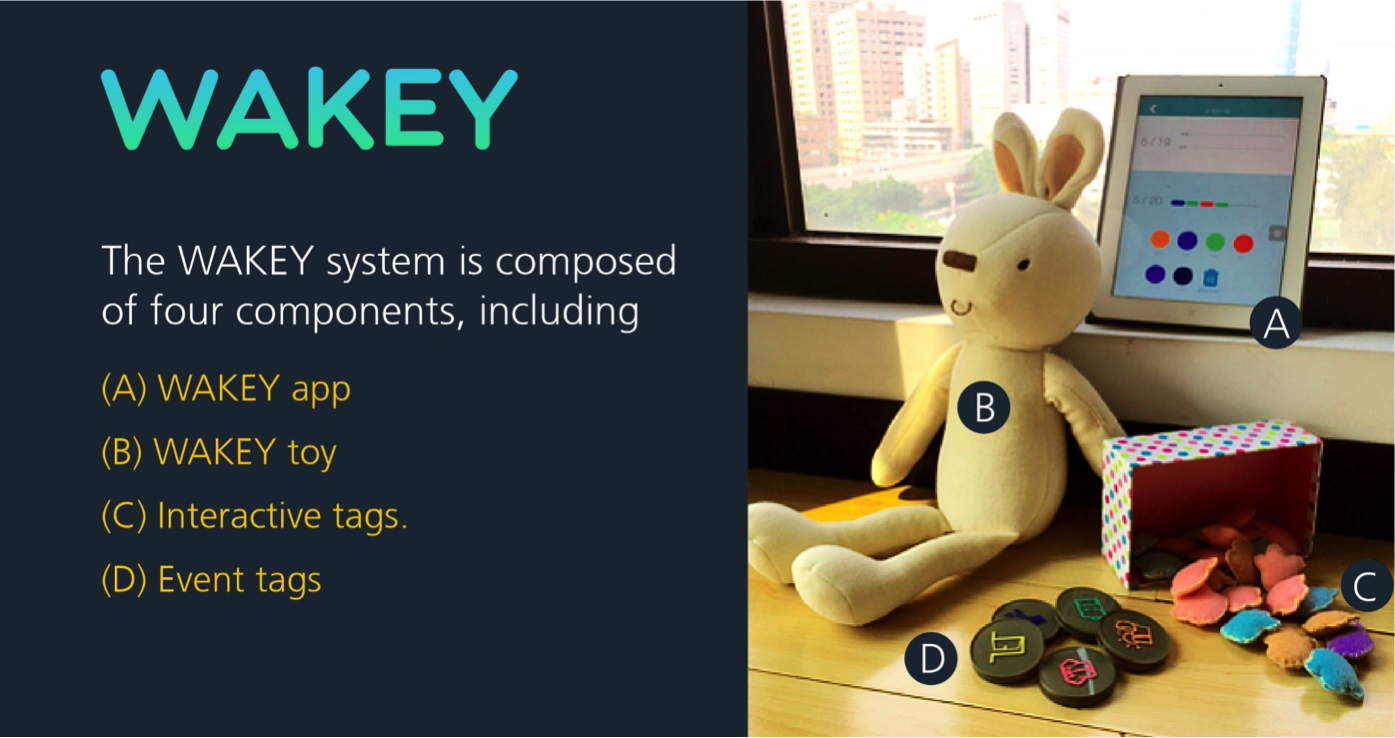 WAKEY
The WAKEY system is composed
of four components, including
(A) WAKEY app
(B) WAKEY toy
(C) Interactive tags.
(D) Event tags
5/19
5/20
A
B
C
D